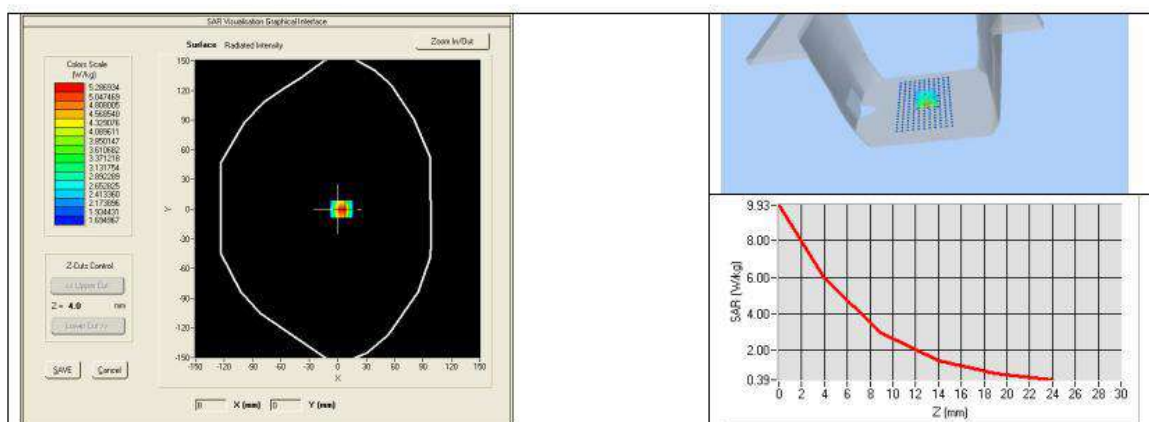 SAR Visualisation Graphical Interface
Surface Radiated Intensity
Zoom In/Out
Colors Scale
(W/kg)
5.286934
5.047469
4.808005
4.568540
4.329076
4.089611
3.850147
3.610682
3.371218
3.131754
2.892289
2.652825
2.413360
2.173896
1.934431
1.694967
Z-Cuts Control
<< Upper Cut
Z = 4.0 mm
Lower Cut >>
SAVE Cancel
150-
120-
90-
60-
30-
0-
-30-
-60-
-90-
-120-
-150-
Y
-150 -120 -90 -60 -30 0 30 60 90 120 150
X
8 X (mm) 0 Y (mm)
9.93-
8.00-
6.00-
4.00-
2.00-
0.39-
SAR (W/kg)
0 2 4 6 8 10 12 14 16 18 20 22 24 26 28 30
Z (mm)